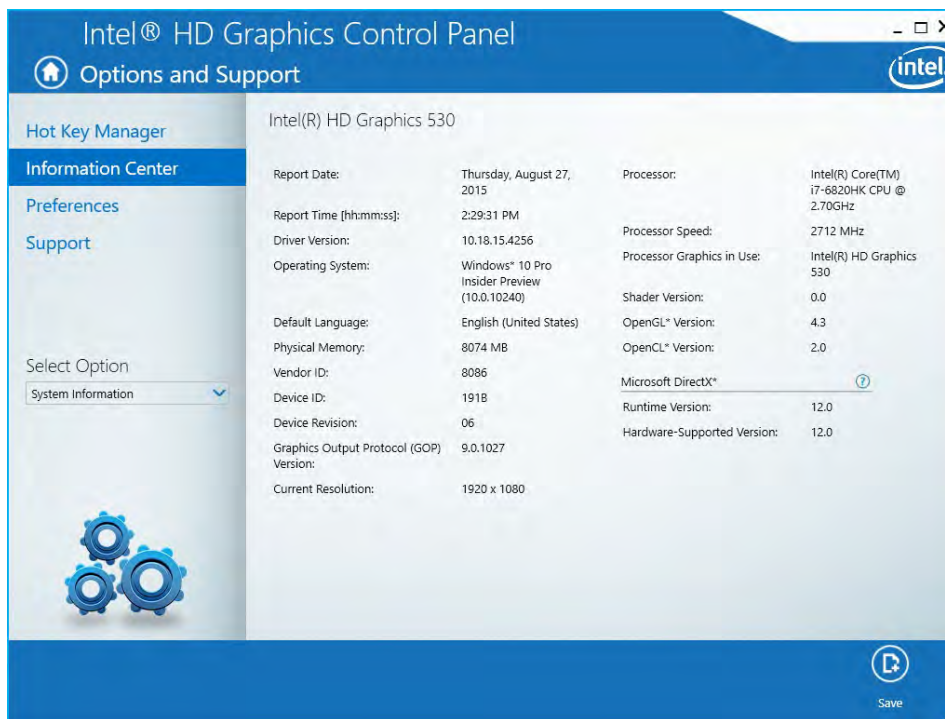 Intel® HD Graphics Control Panel
Options and Support
intel
Hot Key Manager
Information Center
Preferences
Support
Select Option
System Information
Intel(R) HD Graphics 530
Report Date: Thursday, August 27,
2015
Report Time [hh:mm:ss]: 2:29:31 PM
Driver Version: 10.18.15.4256
Operating System: Windows* 10 Pro
Insider Preview
(10.0.10240)
Default Language: English (United States)
Physical Memory: 8074 MB
Vendor ID: 8086
Device ID: 191B
Device Revision: 06
Graphics Output Protocol (GOP) 9.0.1027
Version:
Current Resolution: 1920 x 1080
Processor: Intel(R) Core(TM)
i7-6820HK CPU @
2.70GHz
Processor Speed: 2712 MHz
Processor Graphics in Use: Intel(R) HD Graphics
530
Shader Version: 0.0
OpenGL* Version: 4.3
OpenCL* Version: 2.0
Microsoft DirectX* ?
Runtime Version: 12.0
Hardware-Supported Version: 12.0
Save